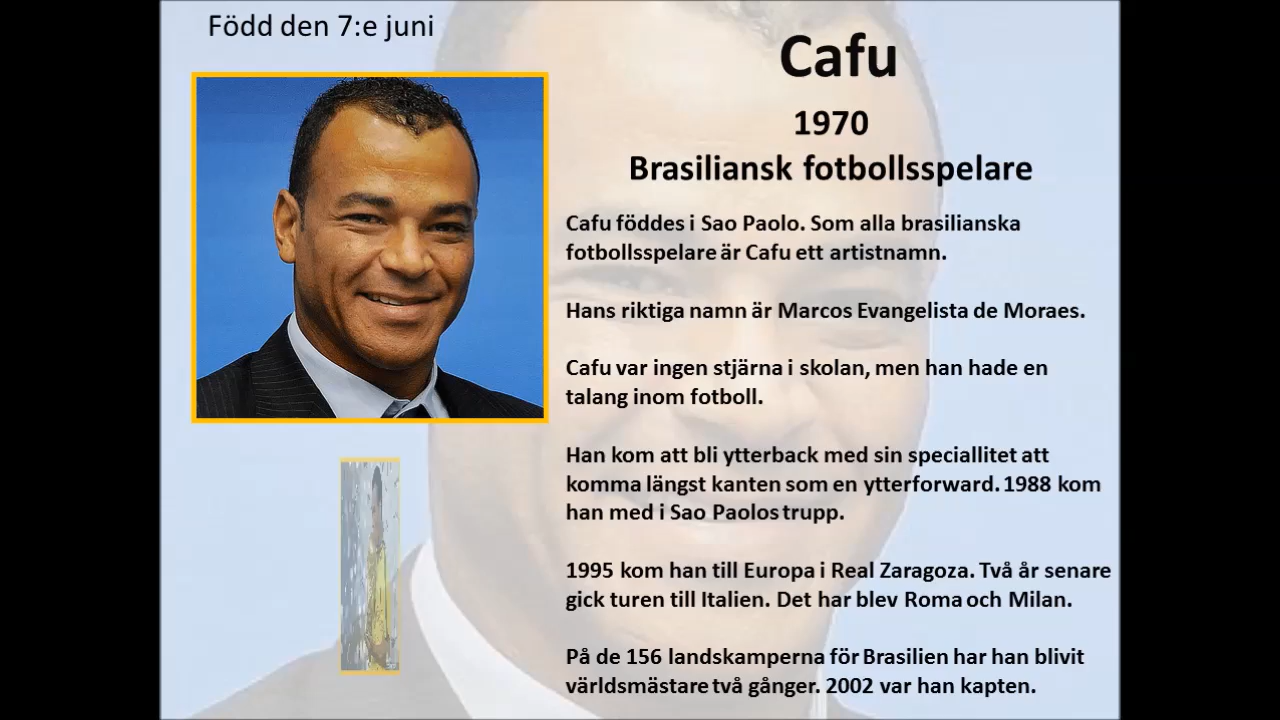 Född den 7:e juni
Cafu
1970
Brasiliansk fotbollsspelare
Cafu föddes i Sao Paolo. Som alla brasilianska
fotbollsspelare är Cafu ett artistnamn.
Hans riktiga namn är Marcos Evangelista de Moraes.
Cafu var ingen stjärna i skolan, men han hade en
talang inom fotboll.
Han kom att bli ytterback med sin speciallitet att
komma längst kanten som en ytterforward. 1988 kom
han med i Sao Paolos trupp.
1995 kom han till Europa i Real Zaragoza. Två år senare
gick turen till Italien. Det har blev Roma och Milan.
På de 156 landskamperna för Brasilien har han blivit
världsmästare två gånger. 2002 var han kapten.